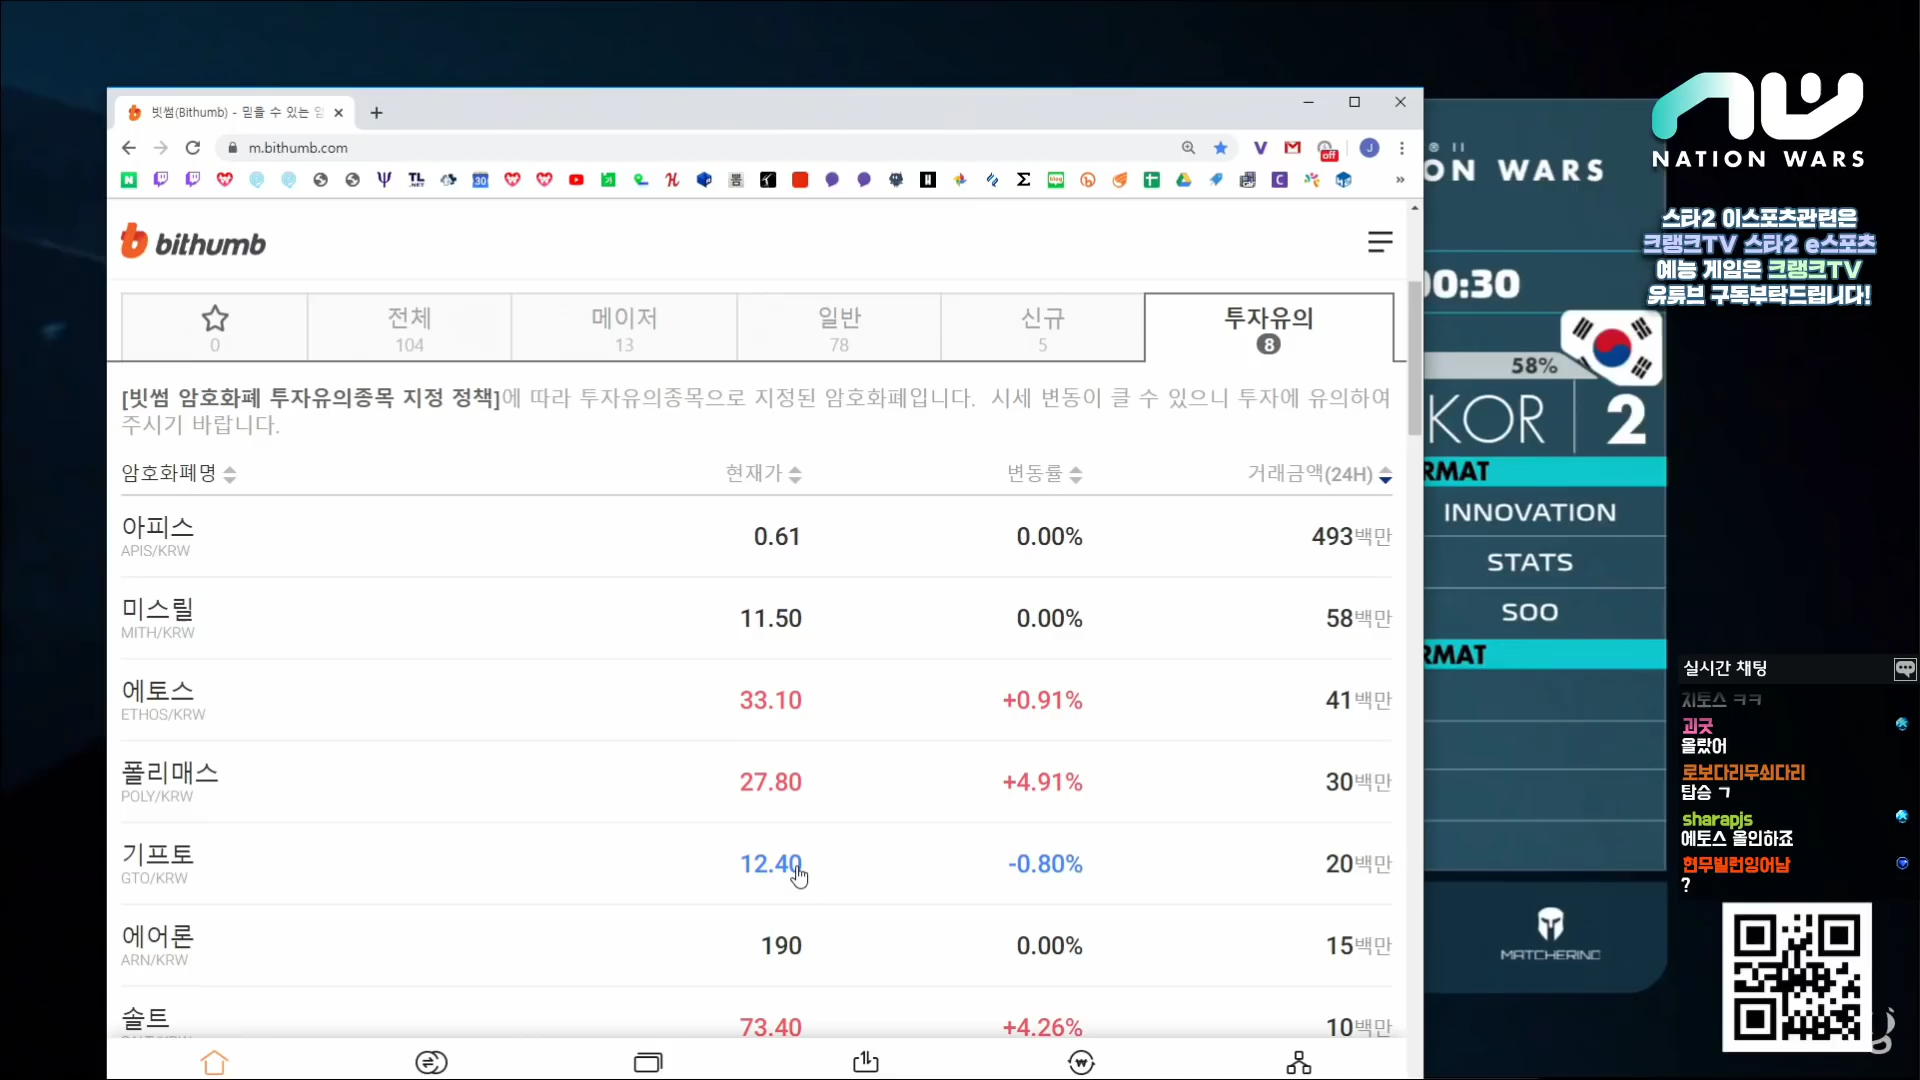 빗썸(Bithumb) - 믿을 수 있는 암
m.bithumb.com
off
bithumb
0
전체
104
메이저
13
일반
78
신규
5
투자유의
8
[빗썸 암호화폐 투자유의종목 지정 정책]에 따라 투자유의종목으로 지정된 암호화폐입니다. 시세 변동이 클 수 있으니 투자에 유의하여
주시기 바랍니다.
암호화폐명 현재가 변동률 거래금액(24H)
아피스 0.61 0.00% 493백만
APIS/KRW
미스릴 11.50 0.00% 58백만
MITH/KRW
에토스 33.10 +0.91% 41백만
ETHOS/KRW
폴리매스 27.80 +4.91% 30백만
POLY/KRW
기프토 12.40 -0.80% 20백만
GTO/KRW
에어론 190 0.00% 15백만
ARN/KRW
솔트 73.40 +4.26% 10백만
ON WARS
00:30
58%
KOR 2
RMAT
INNOVATION
STATS
SOO
RMAT
MATCHERINO
NATION WARS
스타2 이스포츠관련은
크랭크TV 스타2 e스포츠
예능 게임은 크랭크TV
유튜브 구독부탁드립니다!
실시간 채팅
치토스 ㅋㅋ
괴굿
올랐어
로보다리무쇠다리
탑승 ㄱ
sharapjs
에토스 올인하죠
현무빌런잉어남
?